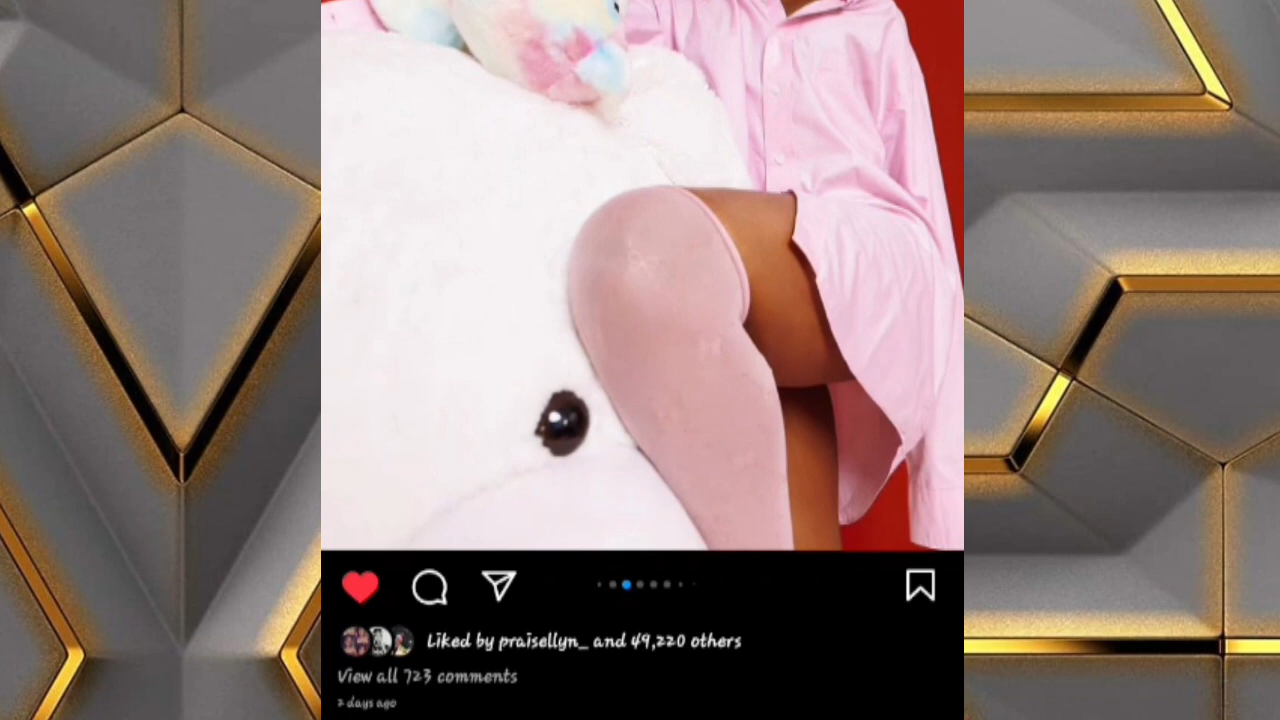 Liked by praisellyn_ and 49,220 others
View all 723 comments
2 days ago